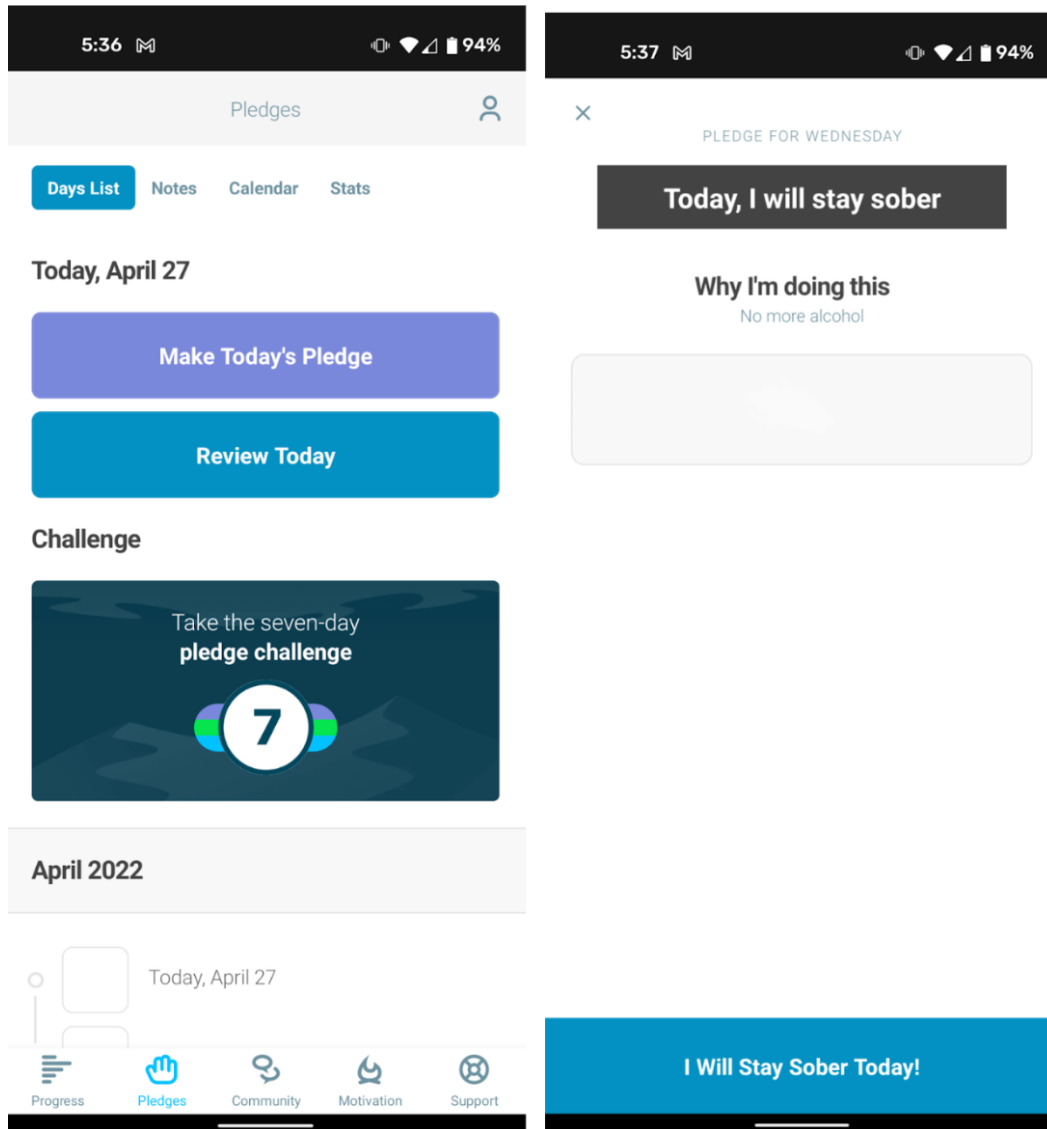 5:36
94%
Pledges
Days List
Notes
Calendar
Stats
Today, April 27
Make Today's Pledge
Review Today
Challenge
Take the seven-day
pledge challenge
7
April 2022
Today, April 27
Progress
Pledges
Community
Motivation
Support
5:37
94%
PLEDGE FOR WEDNESDAY
Today, I will stay sober
Why I'm doing this
No more alcohol
I Will Stay Sober Today!